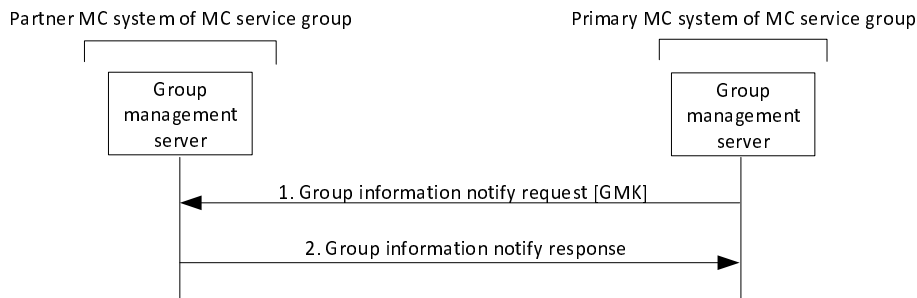 Partner MC system of MC service group
Primary MC system of MC service group
Group
management
server
Group
management
server
1. Group information notify request [GMK]
2. Group information notify response